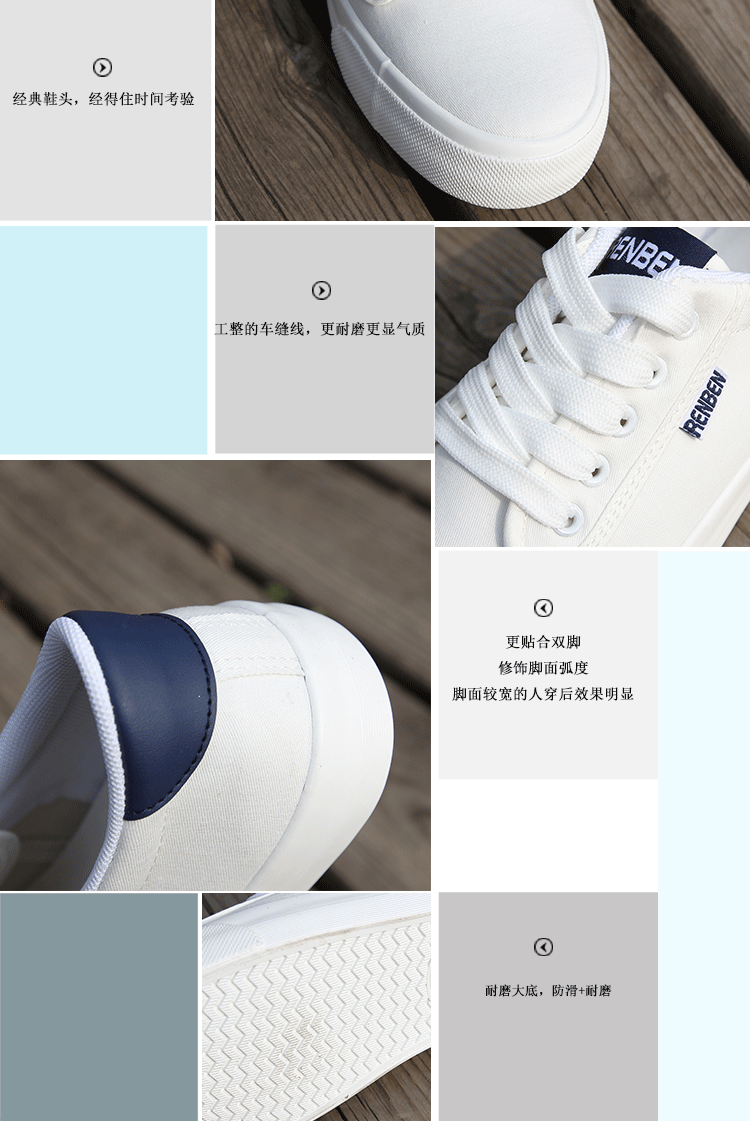 经典鞋头，经得住时间考验
RENBEN
工整的车缝线，更耐磨更显气质
RENBEN
更贴合双脚
修饰脚面弧度
脚面较宽的人穿后效果明显
耐磨大底，防滑+耐磨